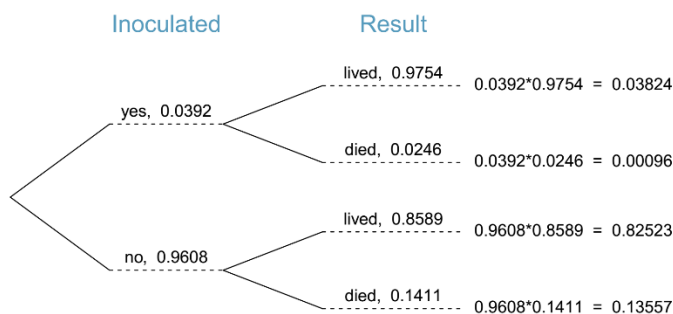 Inoculated
Result
lived, 0.9754
0.0392*0.9754 = 0.03824
yes, 0.0392
died, 0.0246
0.0392*0.0246 = 0.00096
lived, 0.8589
0.9608*0.8589 = 0.82523
no, 0.9608
died, 0.1411
0.9608*0.1411 = 0.13557